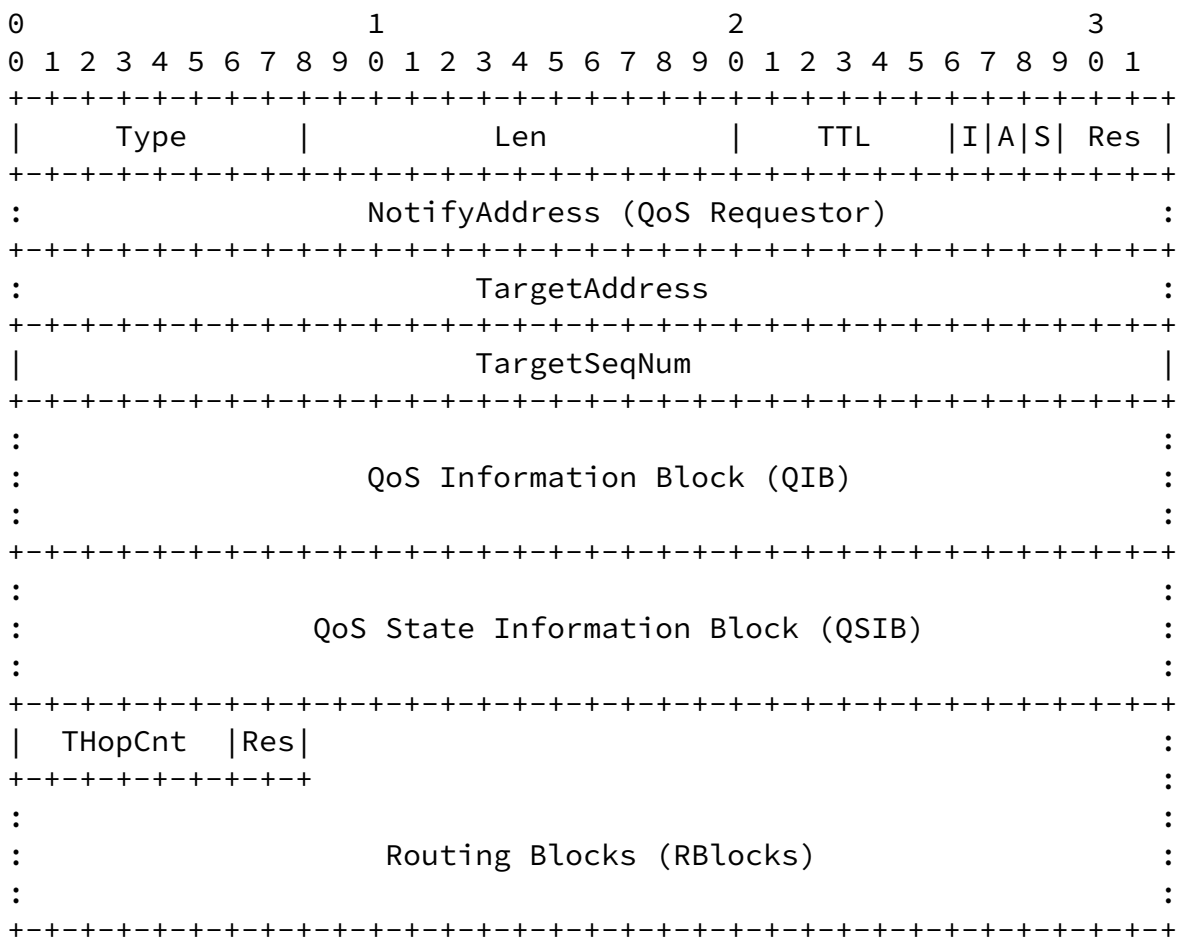 0                   1                   2                   3
0 1 2 3 4 5 6 7 8 9 0 1 2 3 4 5 6 7 8 9 0 1 2 3 4 5 6 7 8 9 0 1
+-+-+-+-+-+-+-+-+-+-+-+-+-+-+-+-+-+-+-+-+-+-+-+-+-+-+-+-+-+-+-+-+
|     Type      |          Len          |    TTL    |I|A|S| Res |
+-+-+-+-+-+-+-+-+-+-+-+-+-+-+-+-+-+-+-+-+-+-+-+-+-+-+-+-+-+-+-+-+
:                   NotifyAddress (QoS Requestor)               :
+-+-+-+-+-+-+-+-+-+-+-+-+-+-+-+-+-+-+-+-+-+-+-+-+-+-+-+-+-+-+-+-+
:                         TargetAddress                         :
+-+-+-+-+-+-+-+-+-+-+-+-+-+-+-+-+-+-+-+-+-+-+-+-+-+-+-+-+-+-+-+-+
|                         TargetSeqNum                          |
+-+-+-+-+-+-+-+-+-+-+-+-+-+-+-+-+-+-+-+-+-+-+-+-+-+-+-+-+-+-+-+-+
:                                                               :
:                   QoS Information Block (QIB)                 :
:                                                               :
+-+-+-+-+-+-+-+-+-+-+-+-+-+-+-+-+-+-+-+-+-+-+-+-+-+-+-+-+-+-+-+-+
:                                                               :
:                QoS State Information Block (QSIB)             :
:                                                               :
+-+-+-+-+-+-+-+-+-+-+-+-+-+-+-+-+-+-+-+-+-+-+-+-+-+-+-+-+-+-+-+-+
|  THopCnt  |Res|                                               :
+-+-+-+-+-+-+-+-+                                               :
:                                                               :
:                    Routing Blocks (RBlocks)                   :
:                                                               :
+-+-+-+-+-+-+-+-+-+-+-+-+-+-+-+-+-+-+-+-+-+-+-+-+-+-+-+-+-+-+-+-+